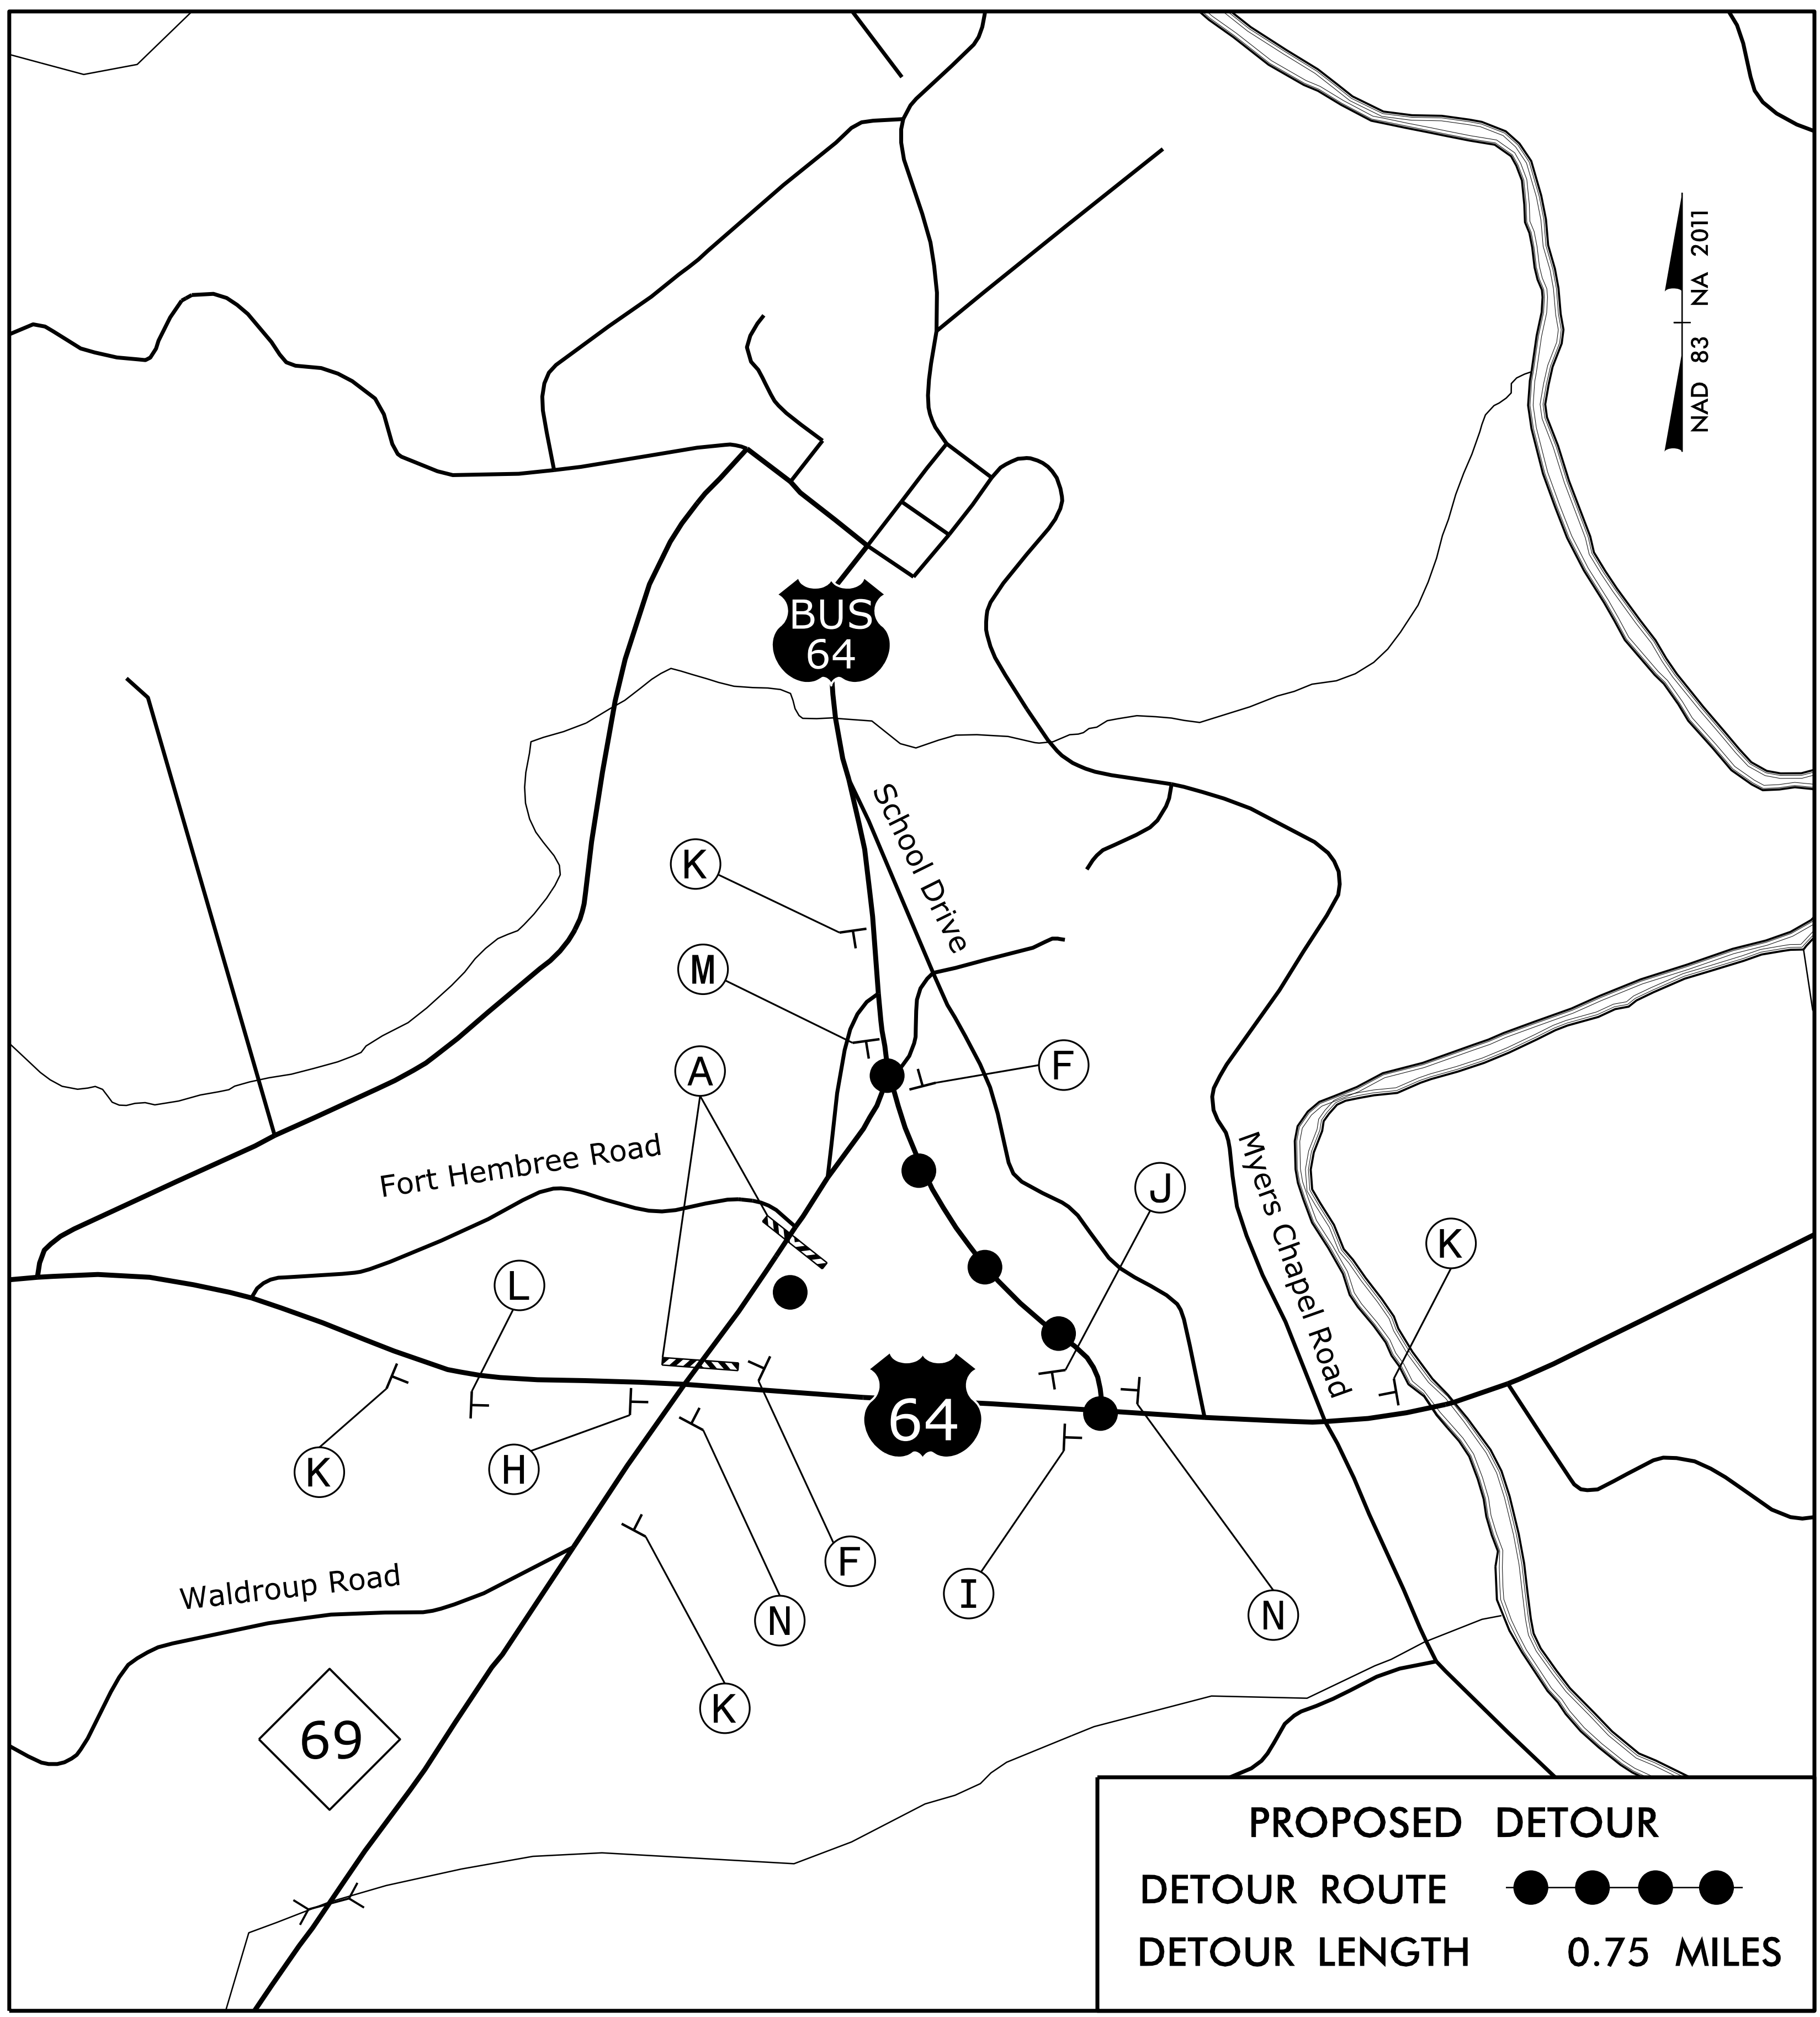 NAD 83 NA 2011
BUS
64
School Drive
K
M
A
F
Fort Hembree Road
Myers Chapel Road
J
K
L
64
K
H
F
I
N
N
Waldroup Road
K
69
PROPOSED DETOUR
DETOUR ROUTE
DETOUR LENGTH 0.75 MILES